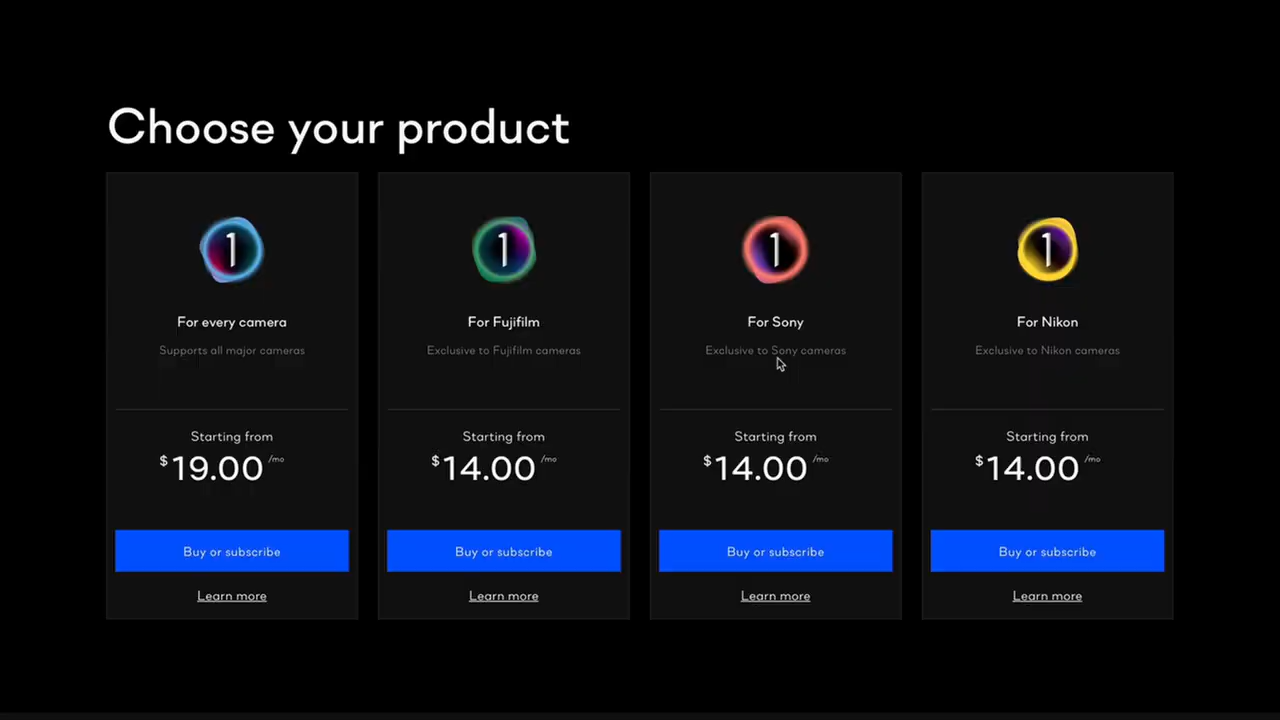 Choose your product
1
For every camera
Supports all major cameras
Starting from
$19.00 /mo
Buy or subscribe
Learn more
1
For Fujifilm
Exclusive to Fujifilm cameras
Starting from
$14.00 /mo
Buy or subscribe
Learn more
1
For Sony
Exclusive to Sony cameras
Starting from
$14.00 /mo
Buy or subscribe
Learn more
1
For Nikon
Exclusive to Nikon cameras
Starting from
$14.00 /mo
Buy or subscribe
Learn more